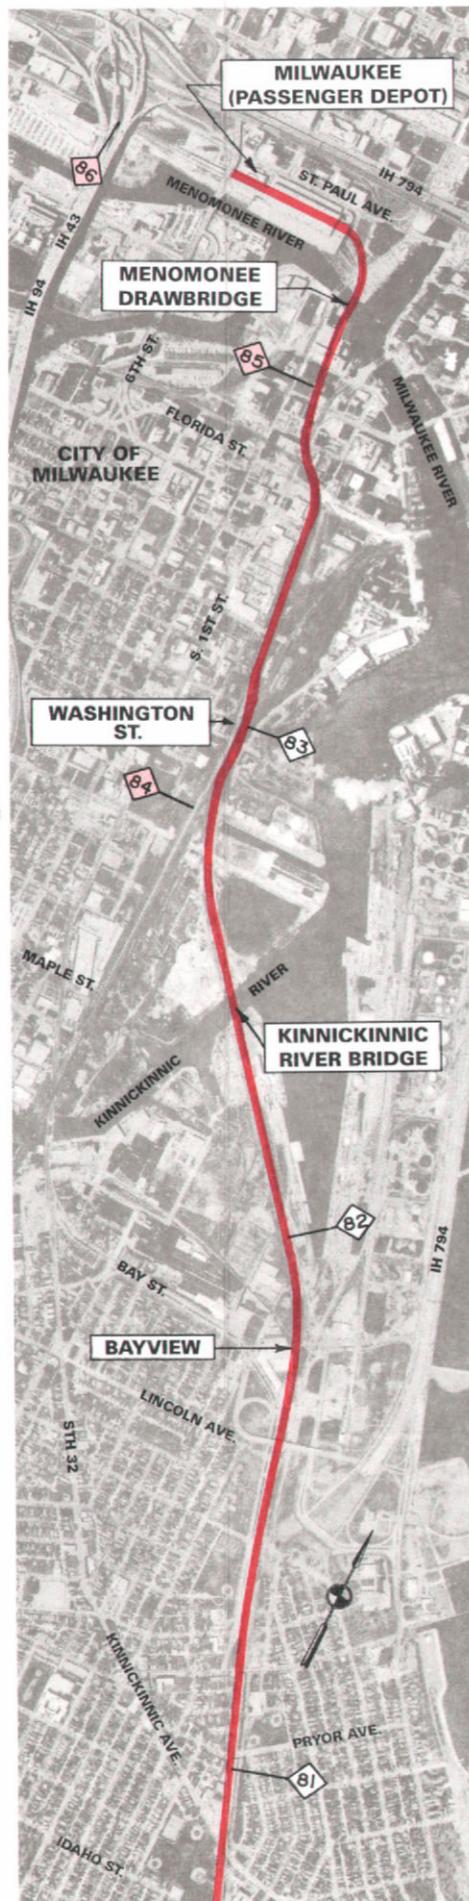 MILWAUKEE
(PASSENGER DEPOT)
IH 794
ST. PAUL AVE.
86
MENOMONEE RIVER
IH 43
IH 94
MENOMONEE
DRAWBRIDGE
6TH ST.
85
MILWAUKEE RIVER
FLORIDA ST.
CITY OF
MILWAUKEE
S. 1ST ST.
WASHINGTON
ST.
83
84
MAPLE ST.
RIVER
KINNICKINNIC
RIVER BRIDGE
KINNICKINNIC
82
IH 794
BAY ST.
BAYVIEW
LINCOLN AVE.
STH 32
KINNICKINNIC AVE.
PRYOR AVE.
81
IDAHO ST.